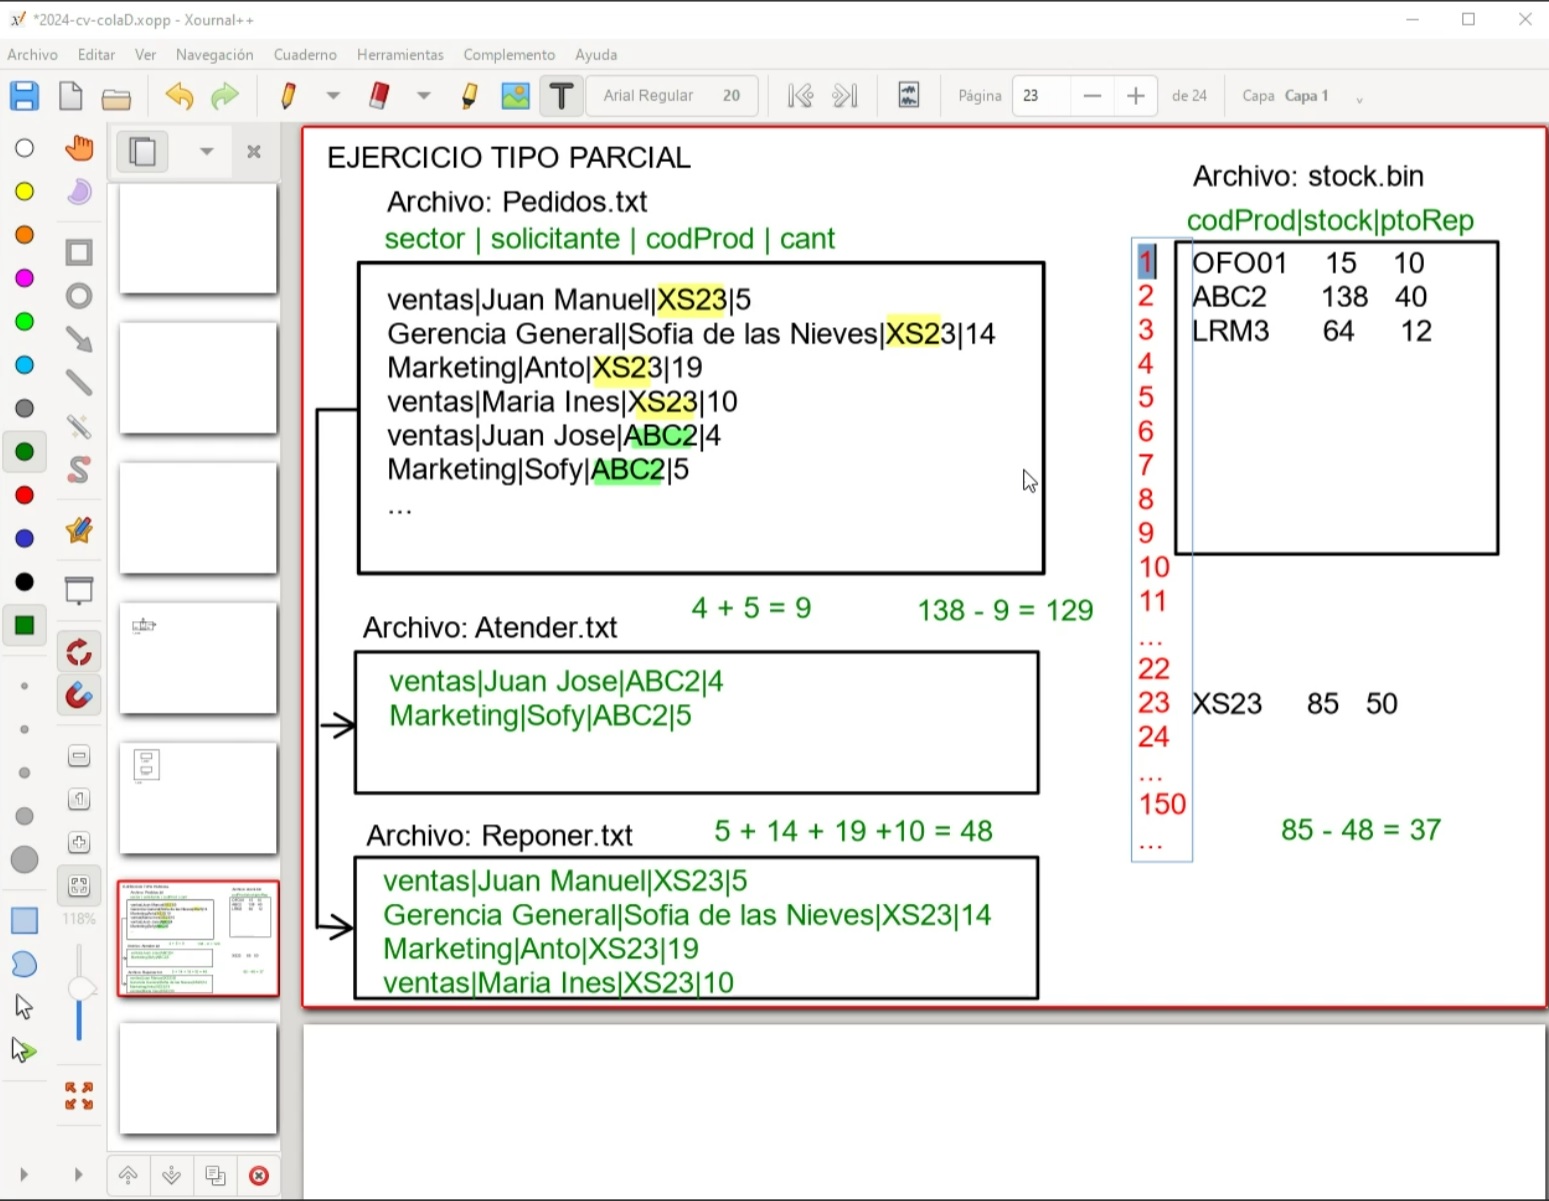 *2024-cv-colaD.xopp - Xournal++
Archivo Editar Ver Navegación Cuaderno Herramientas Complemento Ayuda
Arial Regular 20 Página 23 de 24 Capa Capa 1
118%
EJERCICIO TIPO PARCIAL
Archivo: Pedidos.txt
sector | solicitante | codProd | cant
ventas|Juan Manuel|XS23|5
Gerencia General|Sofia de las Nieves|XS23|14
Marketing|Anto|XS23|19
ventas|Maria Ines|XS23|10
ventas|Juan Jose|ABC2|4
Marketing|Sofy|ABC2|5
...
4 + 5 = 9
138 - 9 = 129
Archivo: Atender.txt
ventas|Juan Jose|ABC2|4
Marketing|Sofy|ABC2|5
Archivo: Reponer.txt
5 + 14 + 19 +10 = 48
ventas|Juan Manuel|XS23|5
Gerencia General|Sofia de las Nieves|XS23|14
Marketing|Anto|XS23|19
ventas|Maria Ines|XS23|10
Archivo: stock.bin
codProd|stock|ptoRep
1 OFO01 15 10
2 ABC2 138 40
3 LRM3 64 12
4
5
6
7
8
9
10
11
...
22
23 XS23 85 50
24
...
150
...
85 - 48 = 37